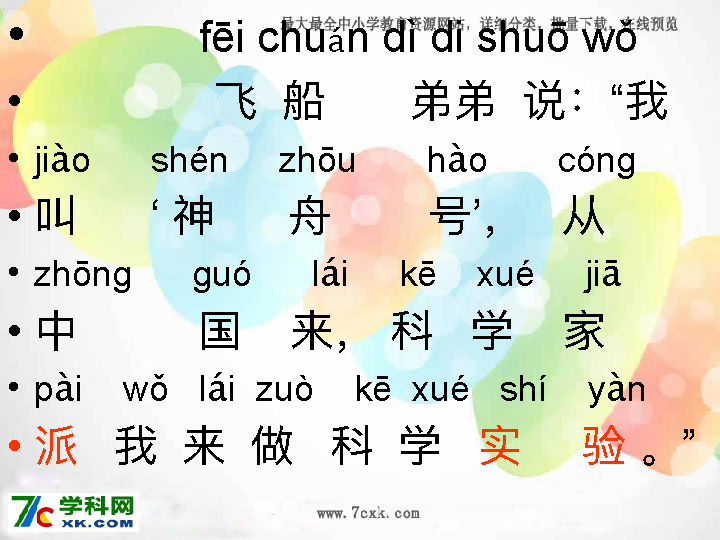 最大最全中小学教育资源网站，详细分类，批量下载，在线预览
• fēi chuán dì di shuō wǒ
• 飞 船 弟弟 说：“我
• jiào shén zhōu hào cóng
• 叫 ‘神 舟 号’， 从
• zhōng guó lái kē xué jiā
• 中 国 来， 科 学 家
• pài wǒ lái zuò kē xué shí yàn
• 派 我 来 做 科 学 实 验 。”
学科网
XK.COM
www.7cxk.com